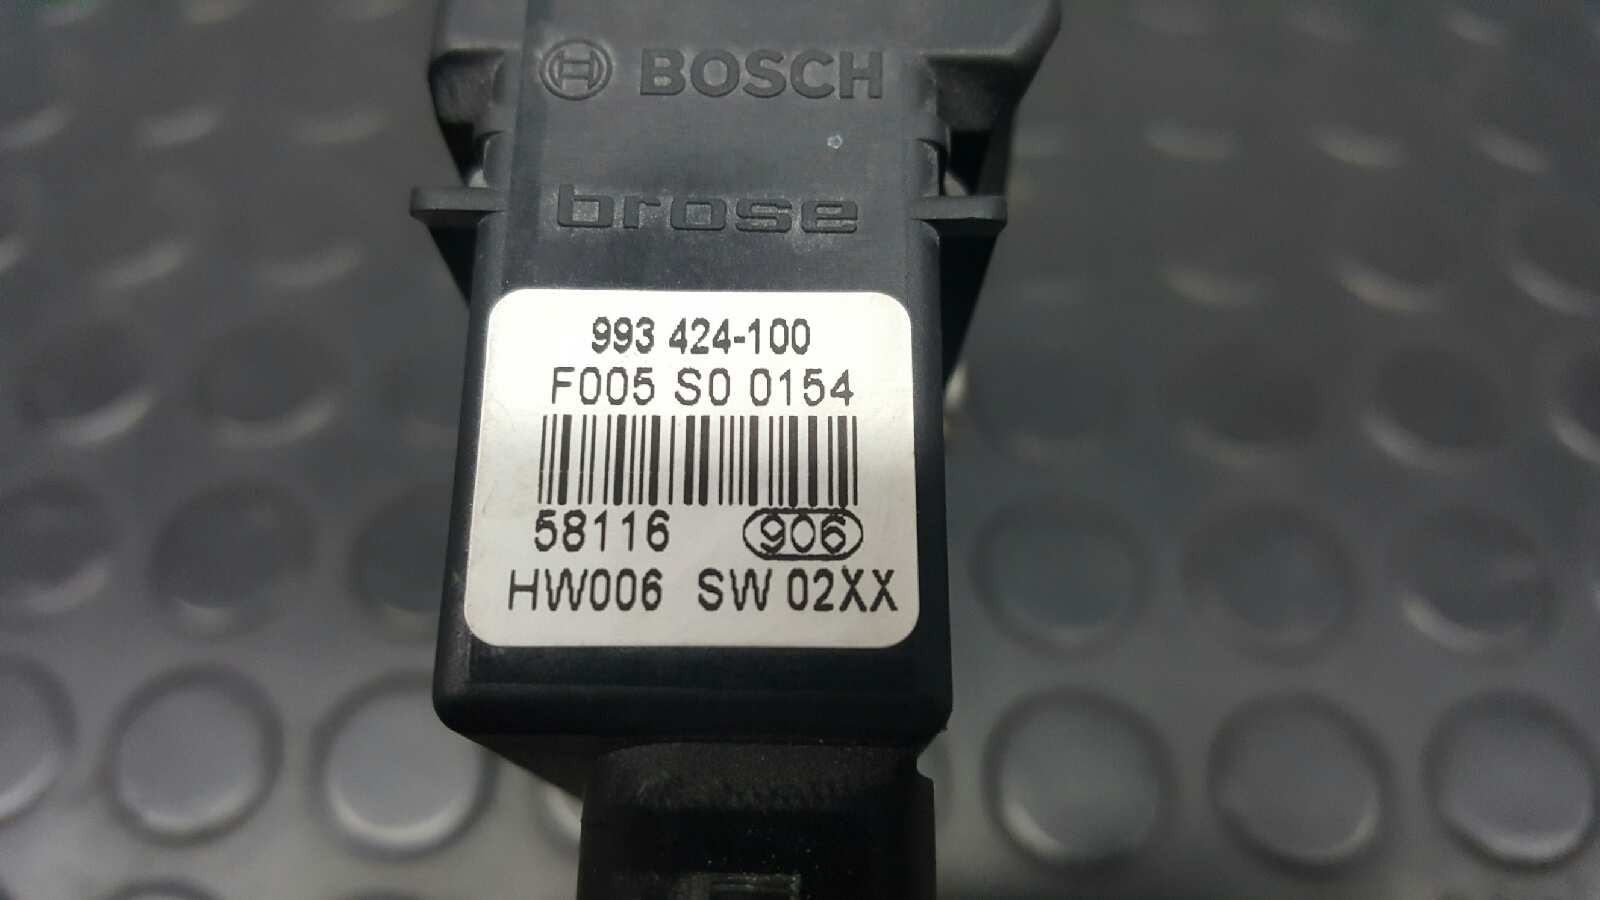 BOSCH
brose
993 424-100
F005 S0 0154
58116 906
HW006 SW 02XX